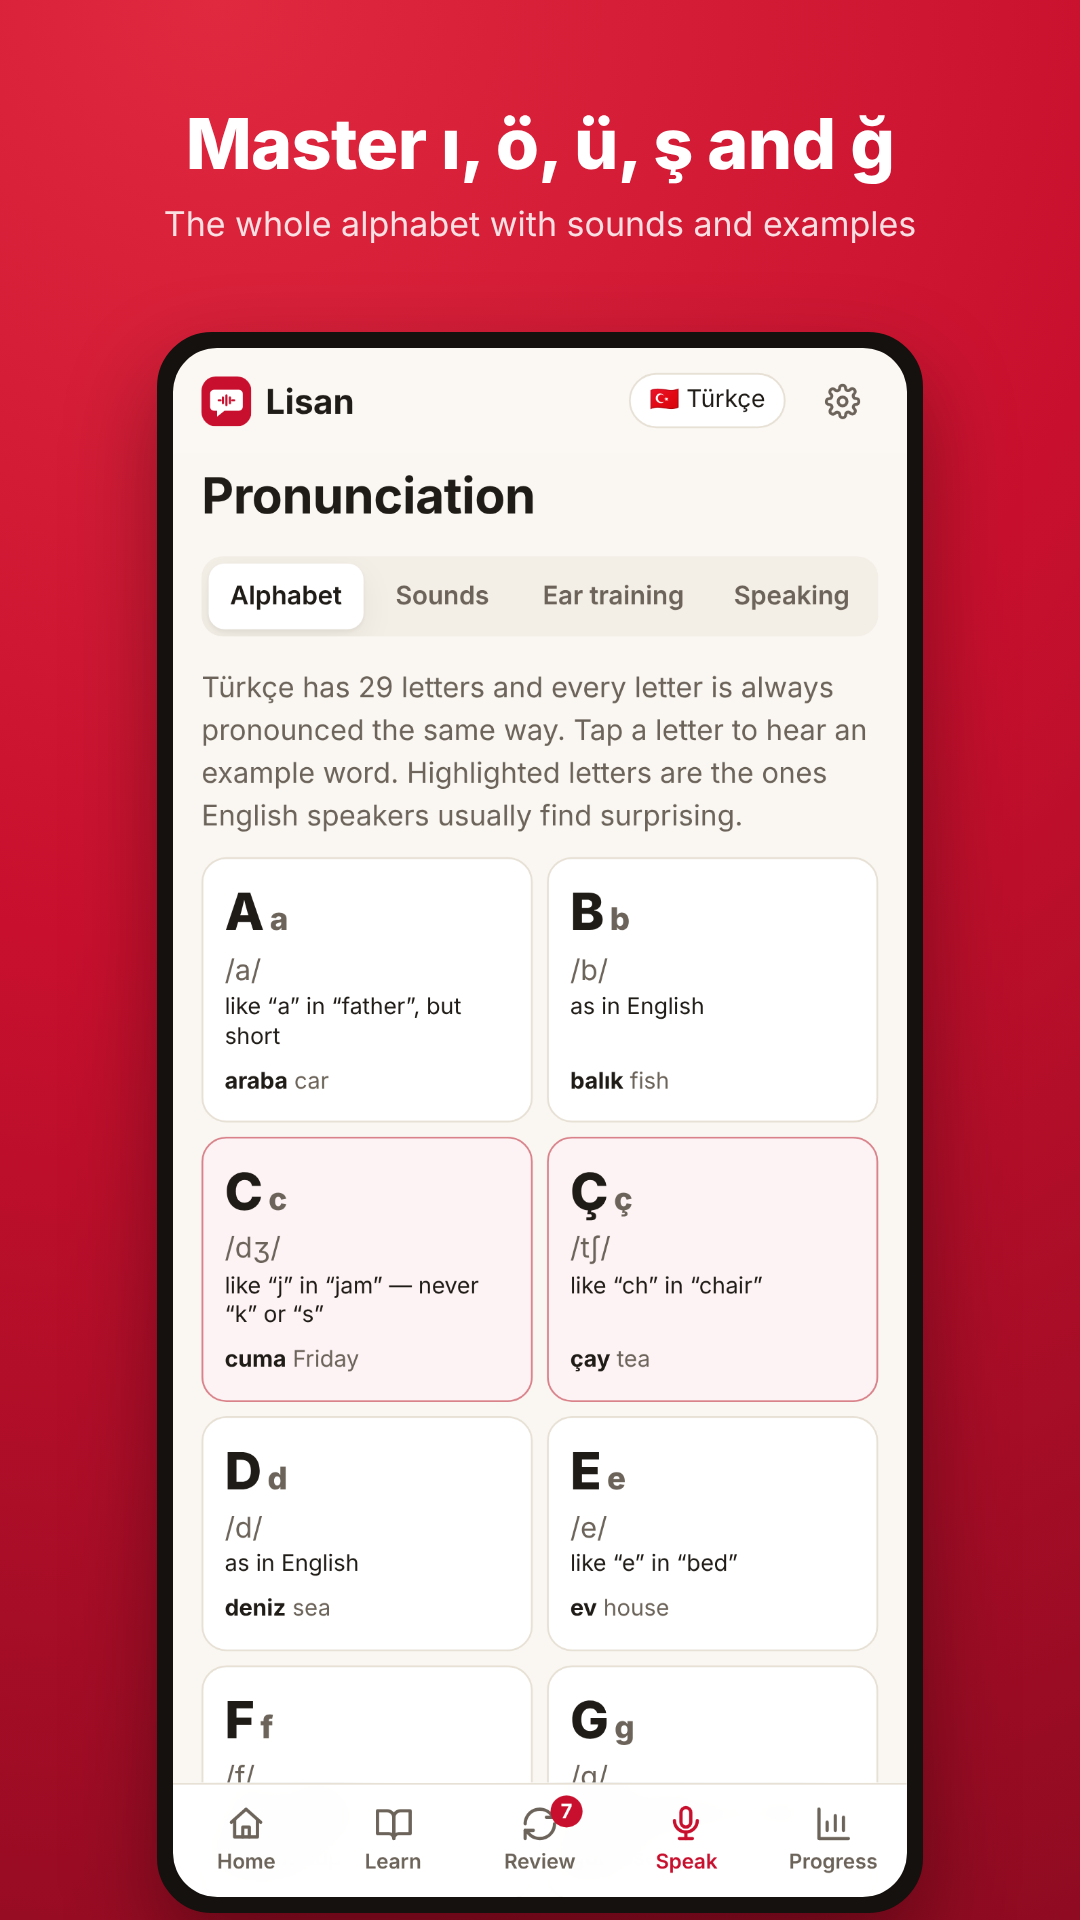 Master ı, ö, ü, ş and ğ
The whole alphabet with sounds and examples
Lisan
Türkçe
Pronunciation
Alphabet
Sounds
Ear training
Speaking
Türkçe has 29 letters and every letter is always
pronounced the same way. Tap a letter to hear an
example word. Highlighted letters are the ones
English speakers usually find surprising.
A a
/a/
like “a” in “father”, but
short
araba car
B b
/b/
as in English
balık fish
C c
/dʒ/
like “j” in “jam” — never
“k” or “s”
cuma Friday
Ç ç
/tʃ/
like “ch” in “chair”
çay tea
D d
/d/
as in English
deniz sea
E e
/e/
like “e” in “bed”
ev house
F f
/f/
G g
/g/
Home
Learn
7
Review
Speak
Progress